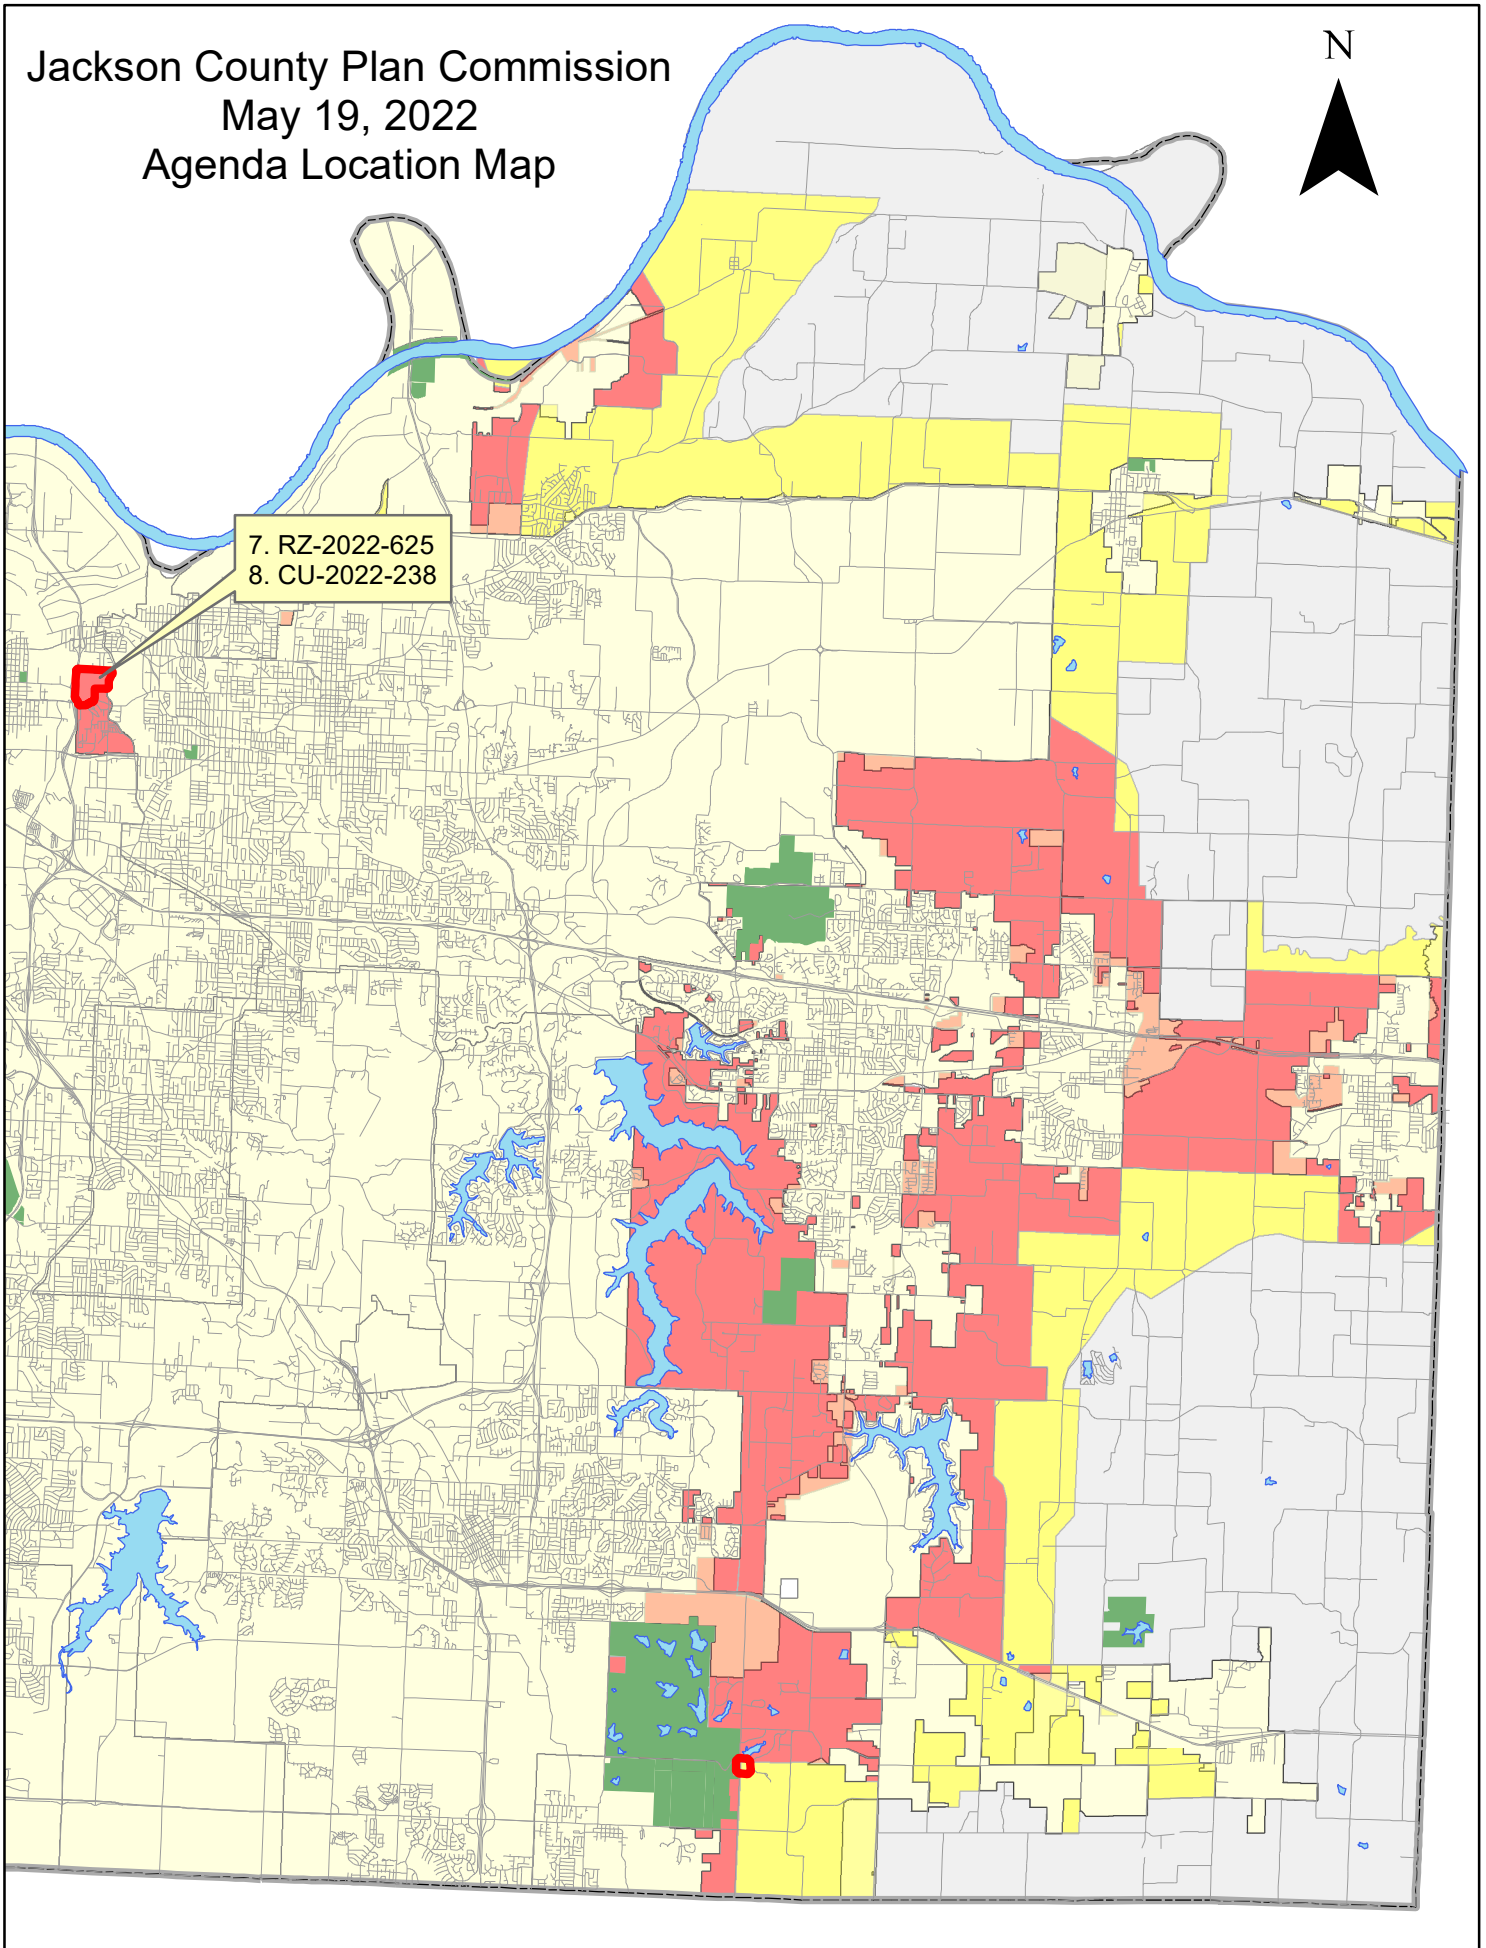 Jackson County Plan Commission
May 19, 2022
Agenda Location Map
N
7. RZ-2022-625
8. CU-2022-238